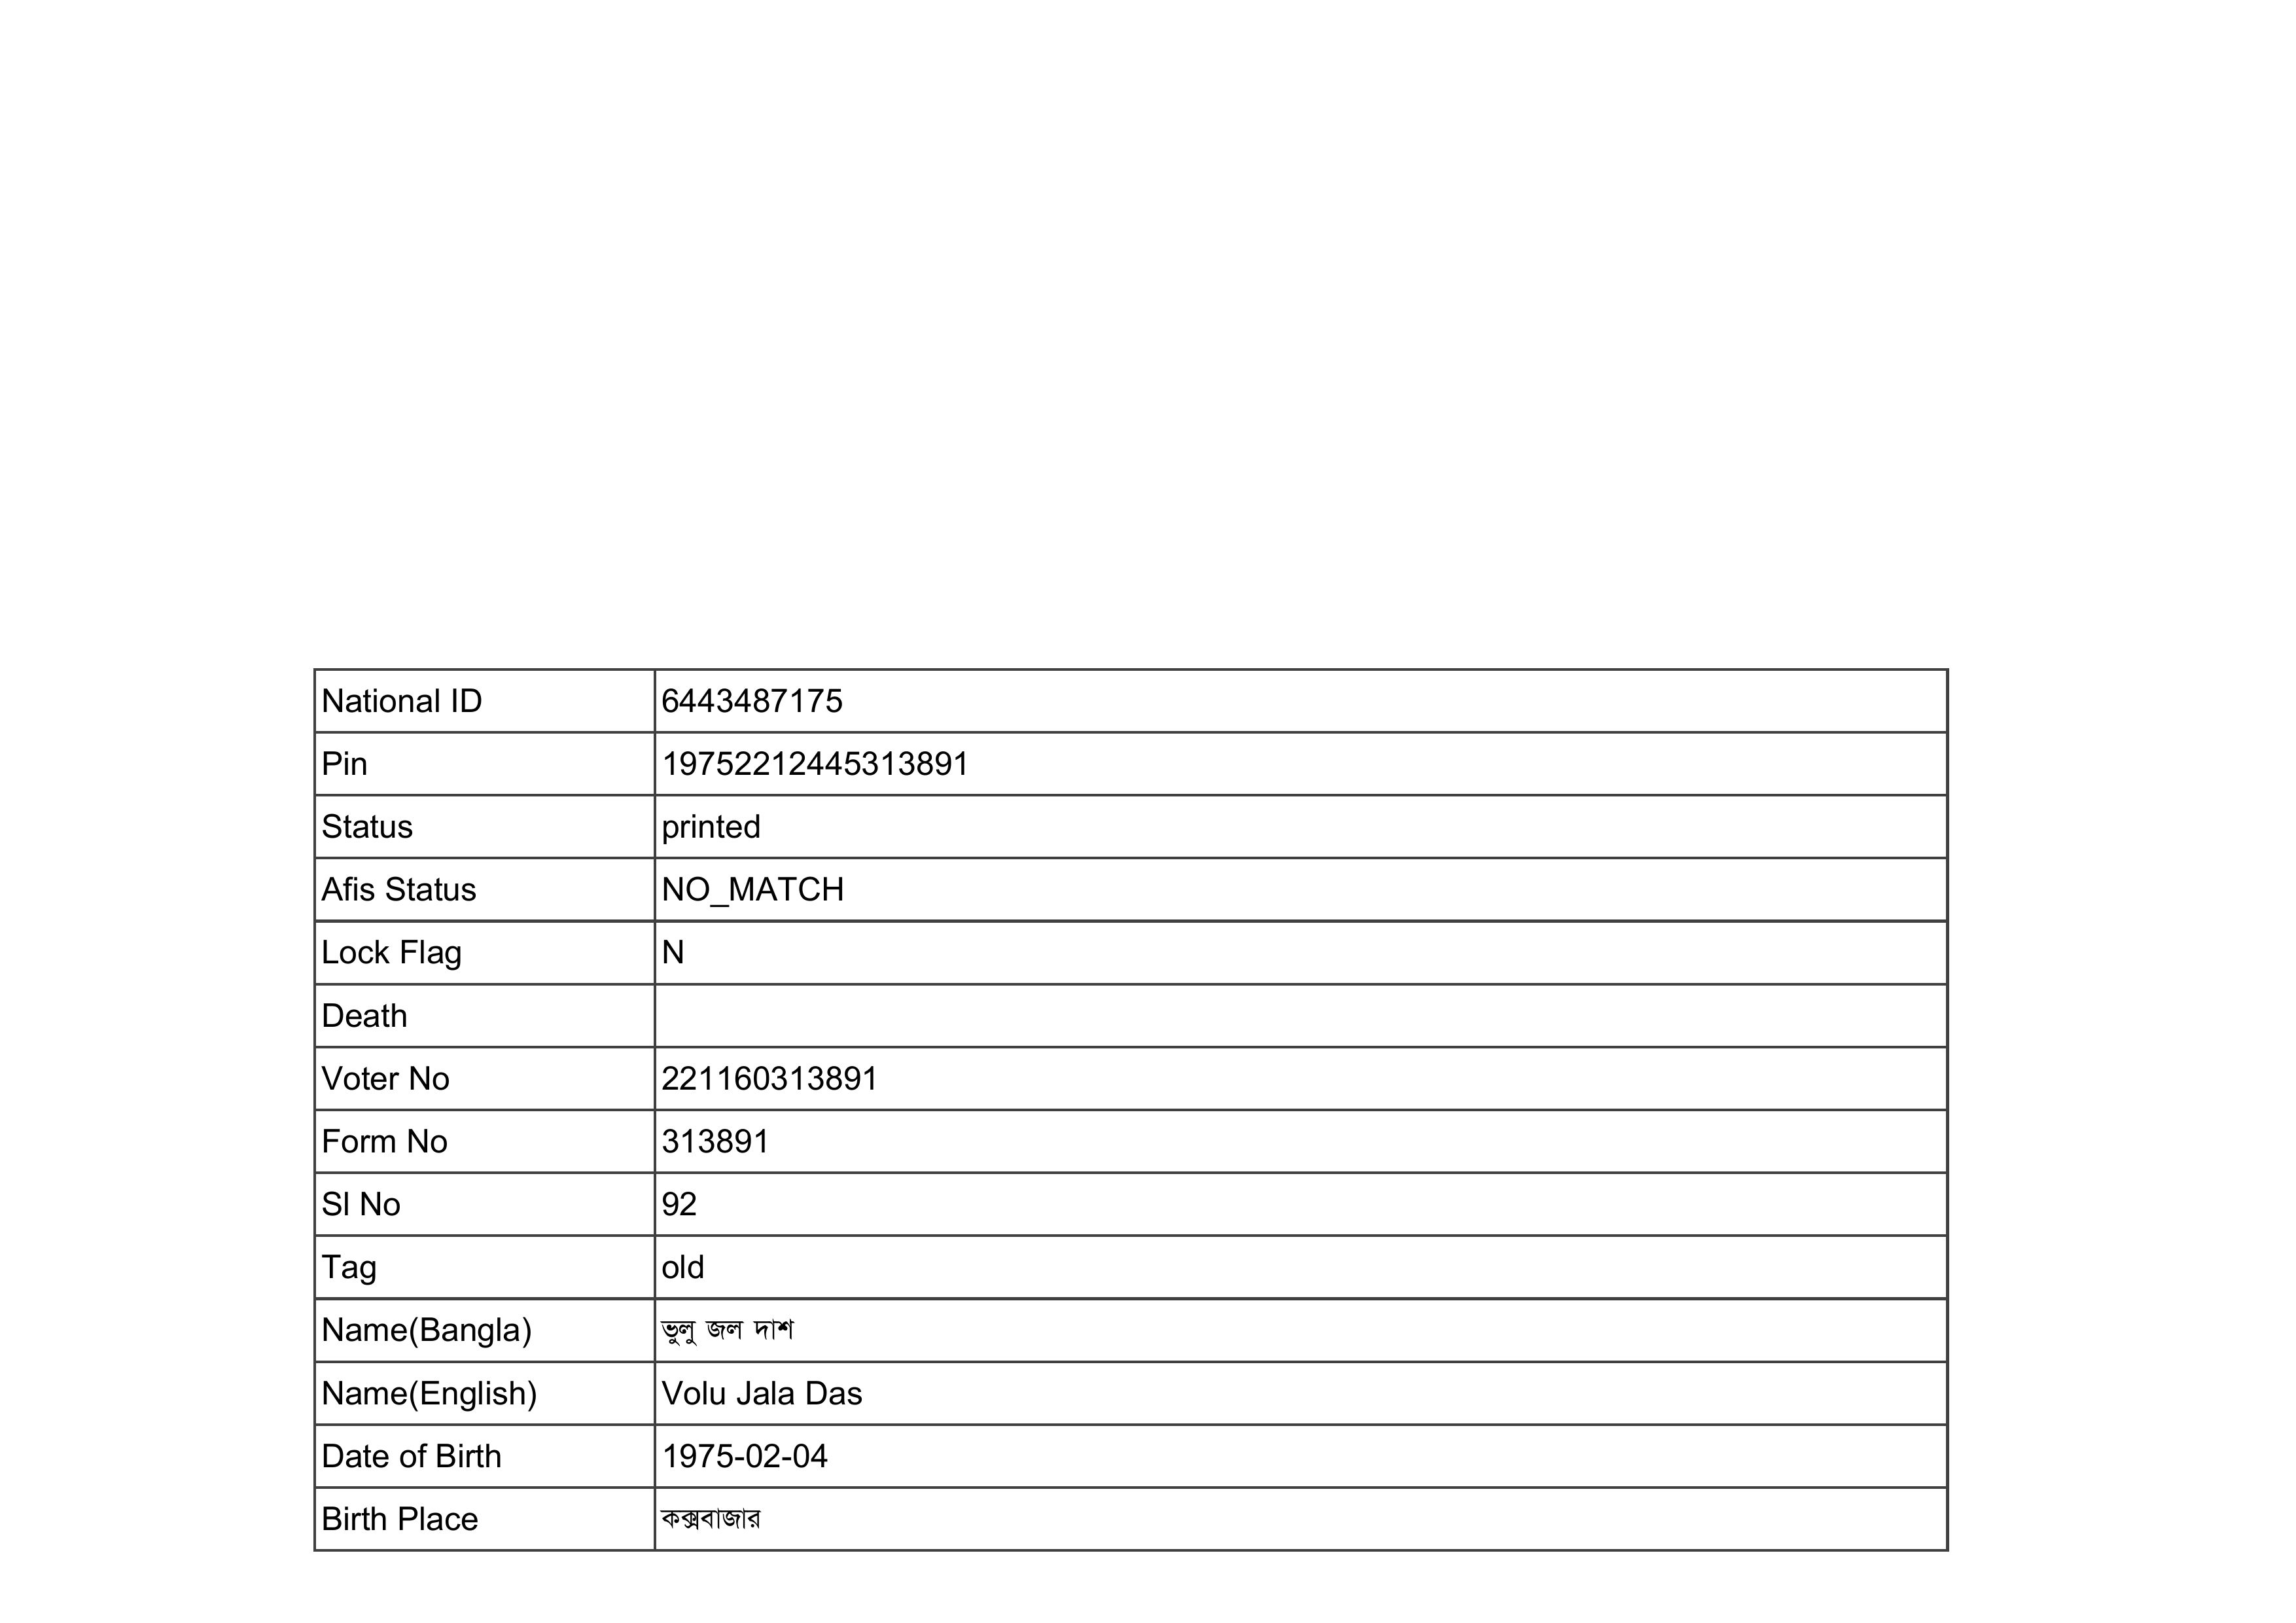 National ID 6443487175
Pin 19752212445313891
Status printed
Afis Status NO_MATCH
Lock Flag N
Death
Voter No 221160313891
Form No 313891
Sl No 92
Tag old
Name(Bangla) ভুলু জল দাশ
Name(English) Volu Jala Das
Date of Birth 1975-02-04
Birth Place কক্সবাজার